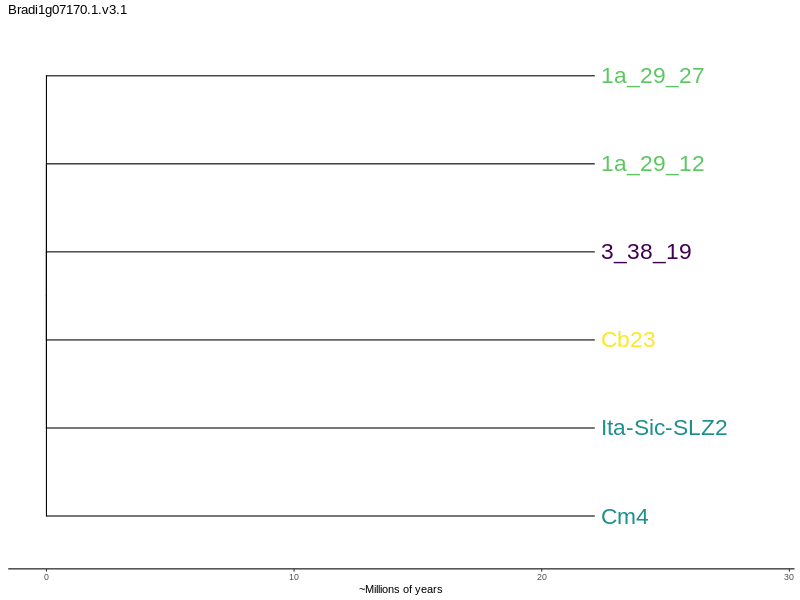 Bradi1g07170.1.v3.1
1a_29_27
1a_29_12
3_38_19
Cb23
Ita-Sic-SLZ2
Cm4
0 10 20 30
~Millions of years